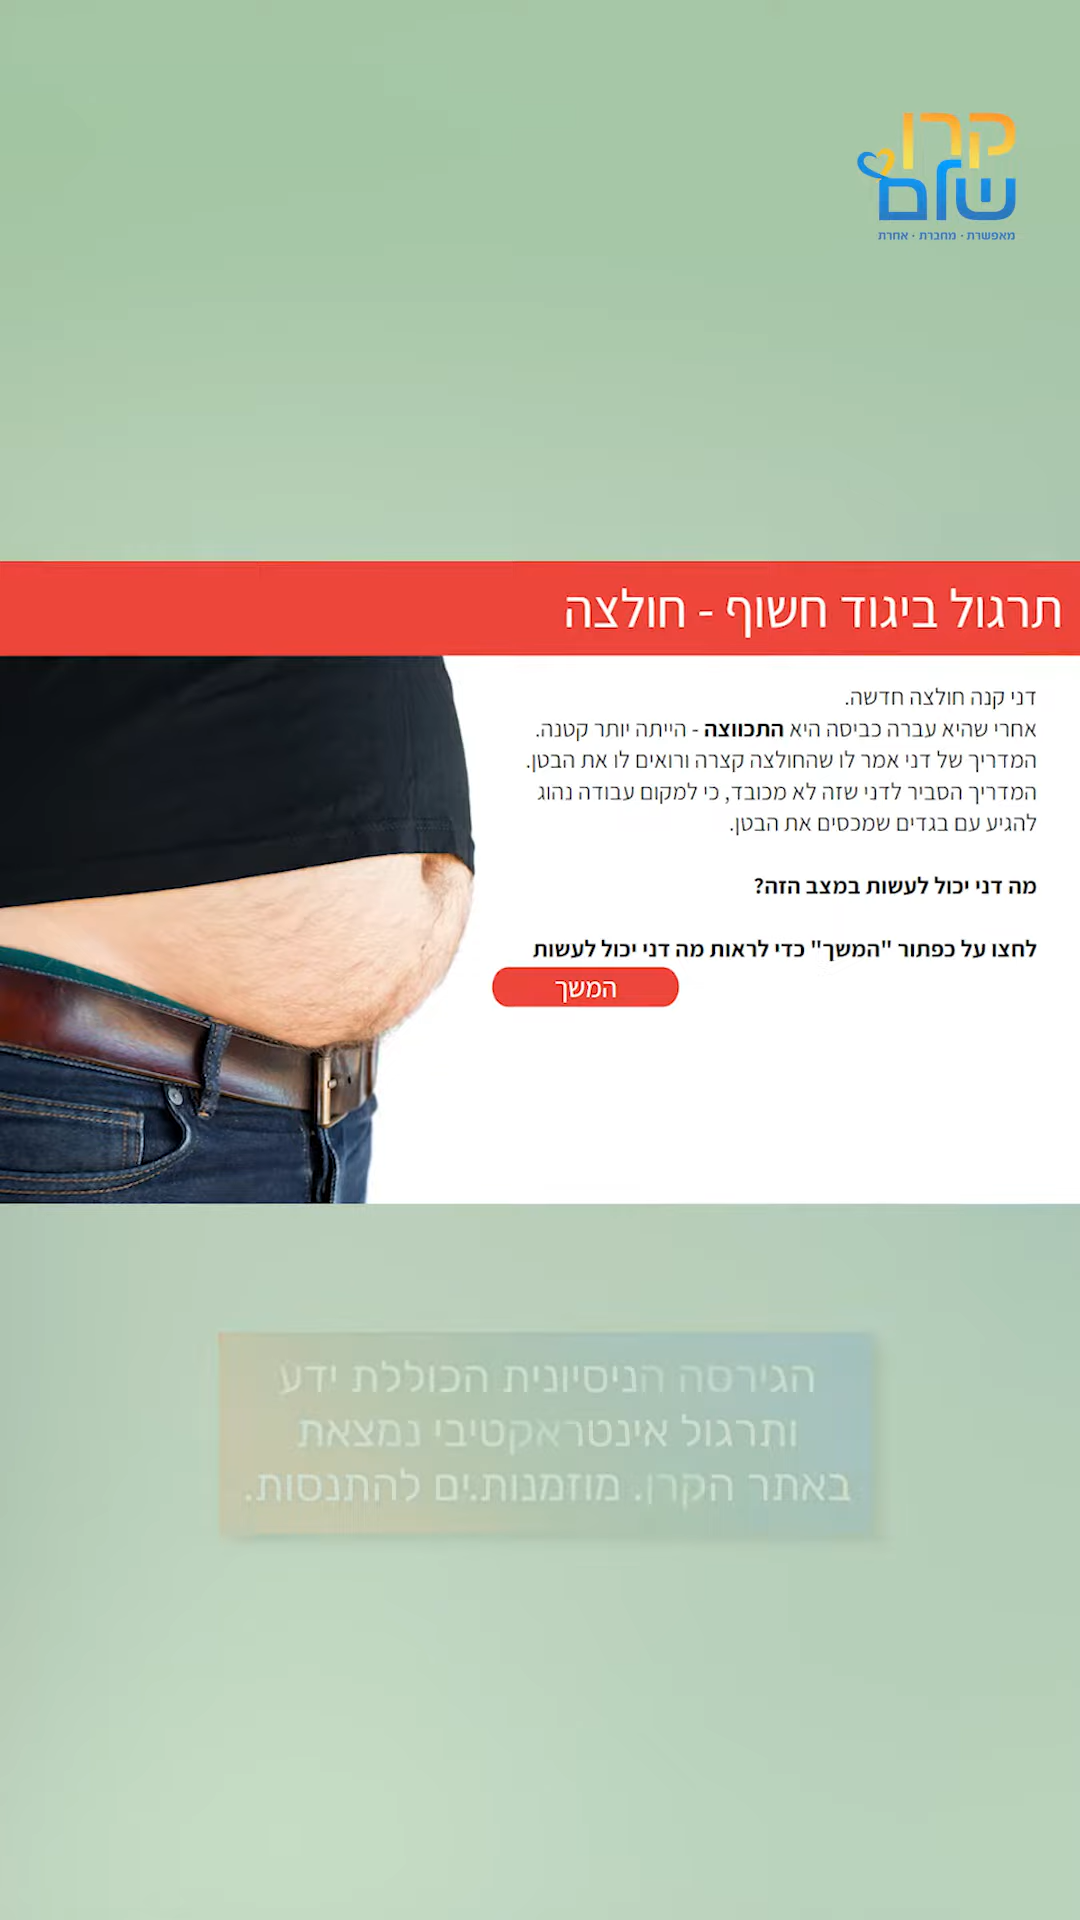 קרן
שלם
מאפשרת · מחברת · אחרת
תרגול ביגוד חשוף - חולצה
דני קנה חולצה חדשה.
אחרי שהיא עברה כביסה היא התכווצה - הייתה יותר קטנה.
המדריך של דני אמר לו שהחולצה קצרה ורואים לו את הבטן.
המדריך הסביר לדני שזה לא מכובד, כי למקום עבודה נהוג
להגיע עם בגדים שמכסים את הבטן.
מה דני יכול לעשות במצב הזה?
לחצו על כפתור "המשך" כדי לראות מה דני יכול לעשות
המשך
הגירסה הניסיונית הכוללת ידע
ותרגול אינטראקטיבי נמצאת
באתר הקרן. מוזמנות.ים להתנסות.